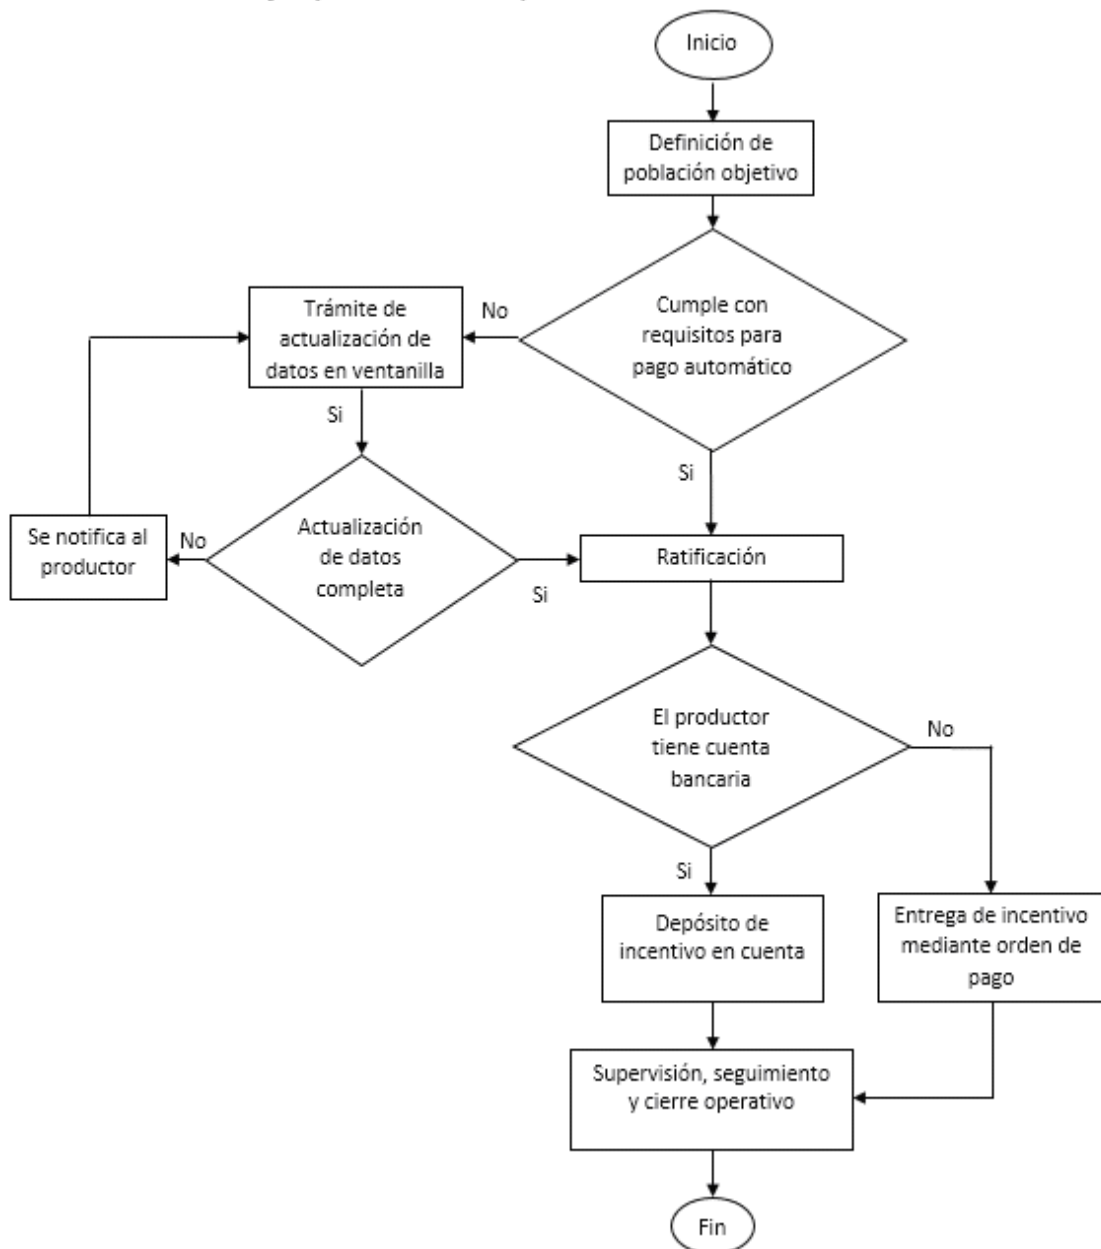 Inicio
Definición de
población objetivo
Cumple con
requisitos para
pago automático
No
Trámite de
actualización de
datos en ventanilla
Si
Si
Actualización
de datos
completa
No
Se notifica al
productor
Si
Ratificación
El productor
tiene cuenta
bancaria
No
Si
Depósito de
incentivo en cuenta
Entrega de incentivo
mediante orden de
pago
Supervisión, seguimiento
y cierre operativo
Fin